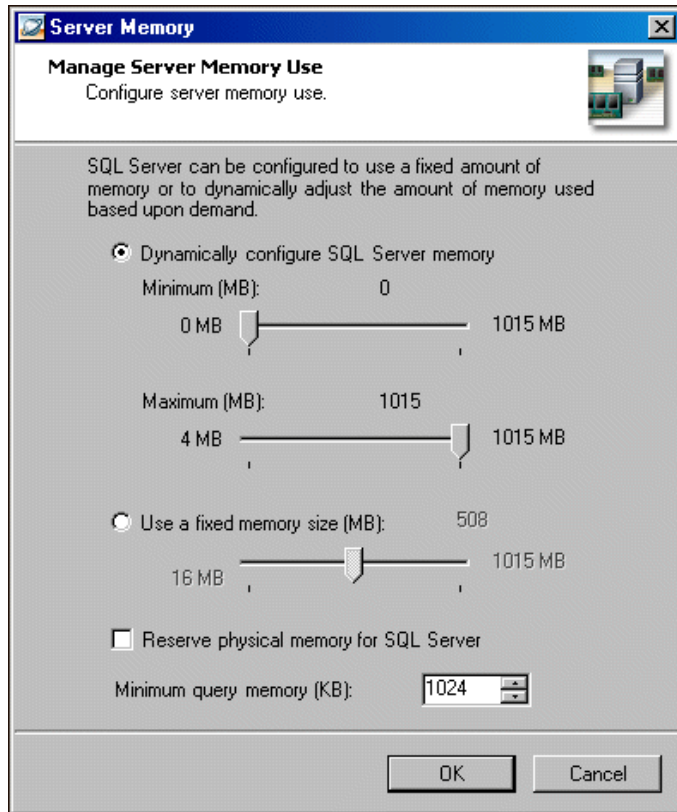 Server Memory
Manage Server Memory Use
Configure server memory use.
SQL Server can be configured to use a fixed amount of
memory or to dynamically adjust the amount of memory used
based upon demand.
Dynamically configure SQL Server memory
Minimum (MB): 0
0 MB 1015 MB
Maximum (MB): 1015
4 MB 1015 MB
Use a fixed memory size (MB): 508
16 MB 1015 MB
Reserve physical memory for SQL Server
Minimum query memory (KB): 1024
OK Cancel